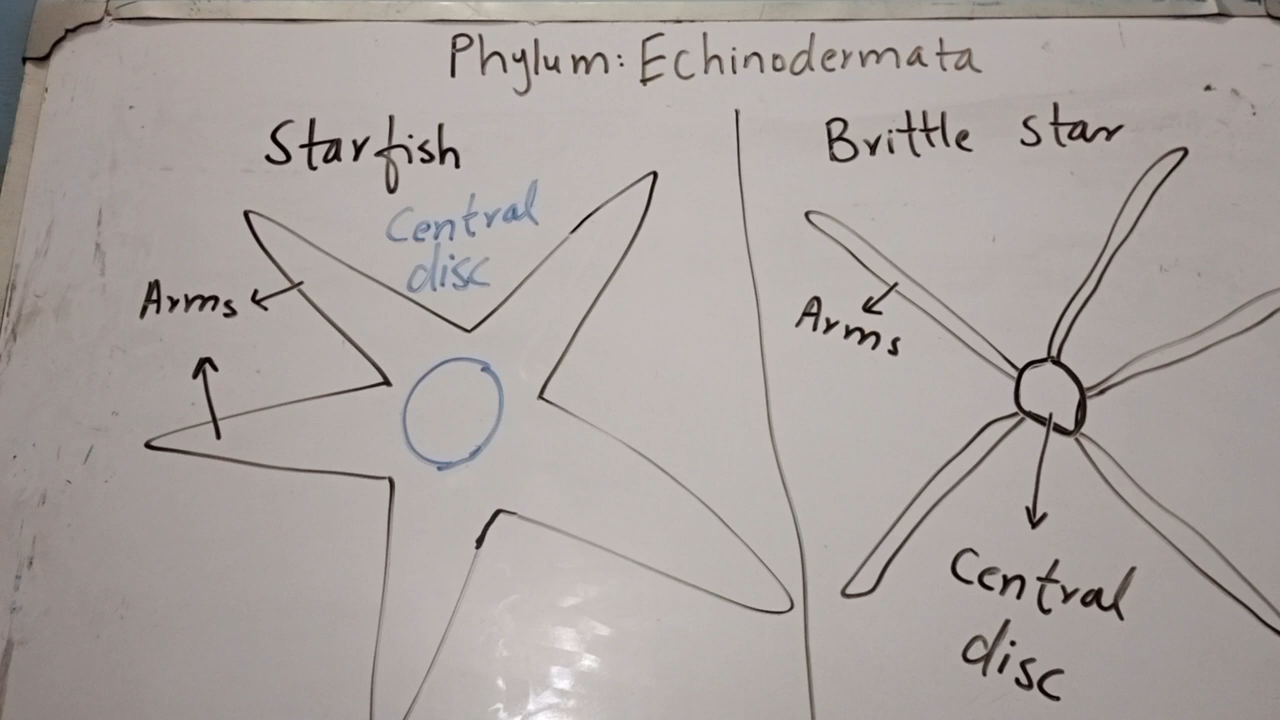 Phylum: Echinodermata
Starfish
Central
disc
Arms
Brittle star
Arms
Central
disc